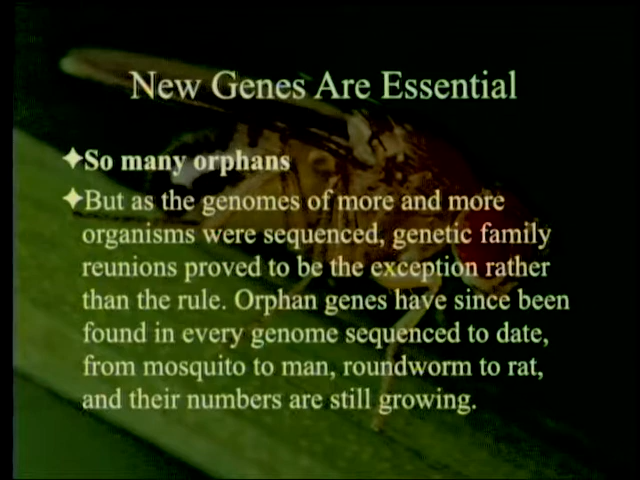 New Genes Are Essential
✦So many orphans
✦But as the genomes of more and more
organisms were sequenced, genetic family
reunions proved to be the exception rather
than the rule. Orphan genes have since been
found in every genome sequenced to date,
from mosquito to man, roundworm to rat,
and their numbers are still growing.